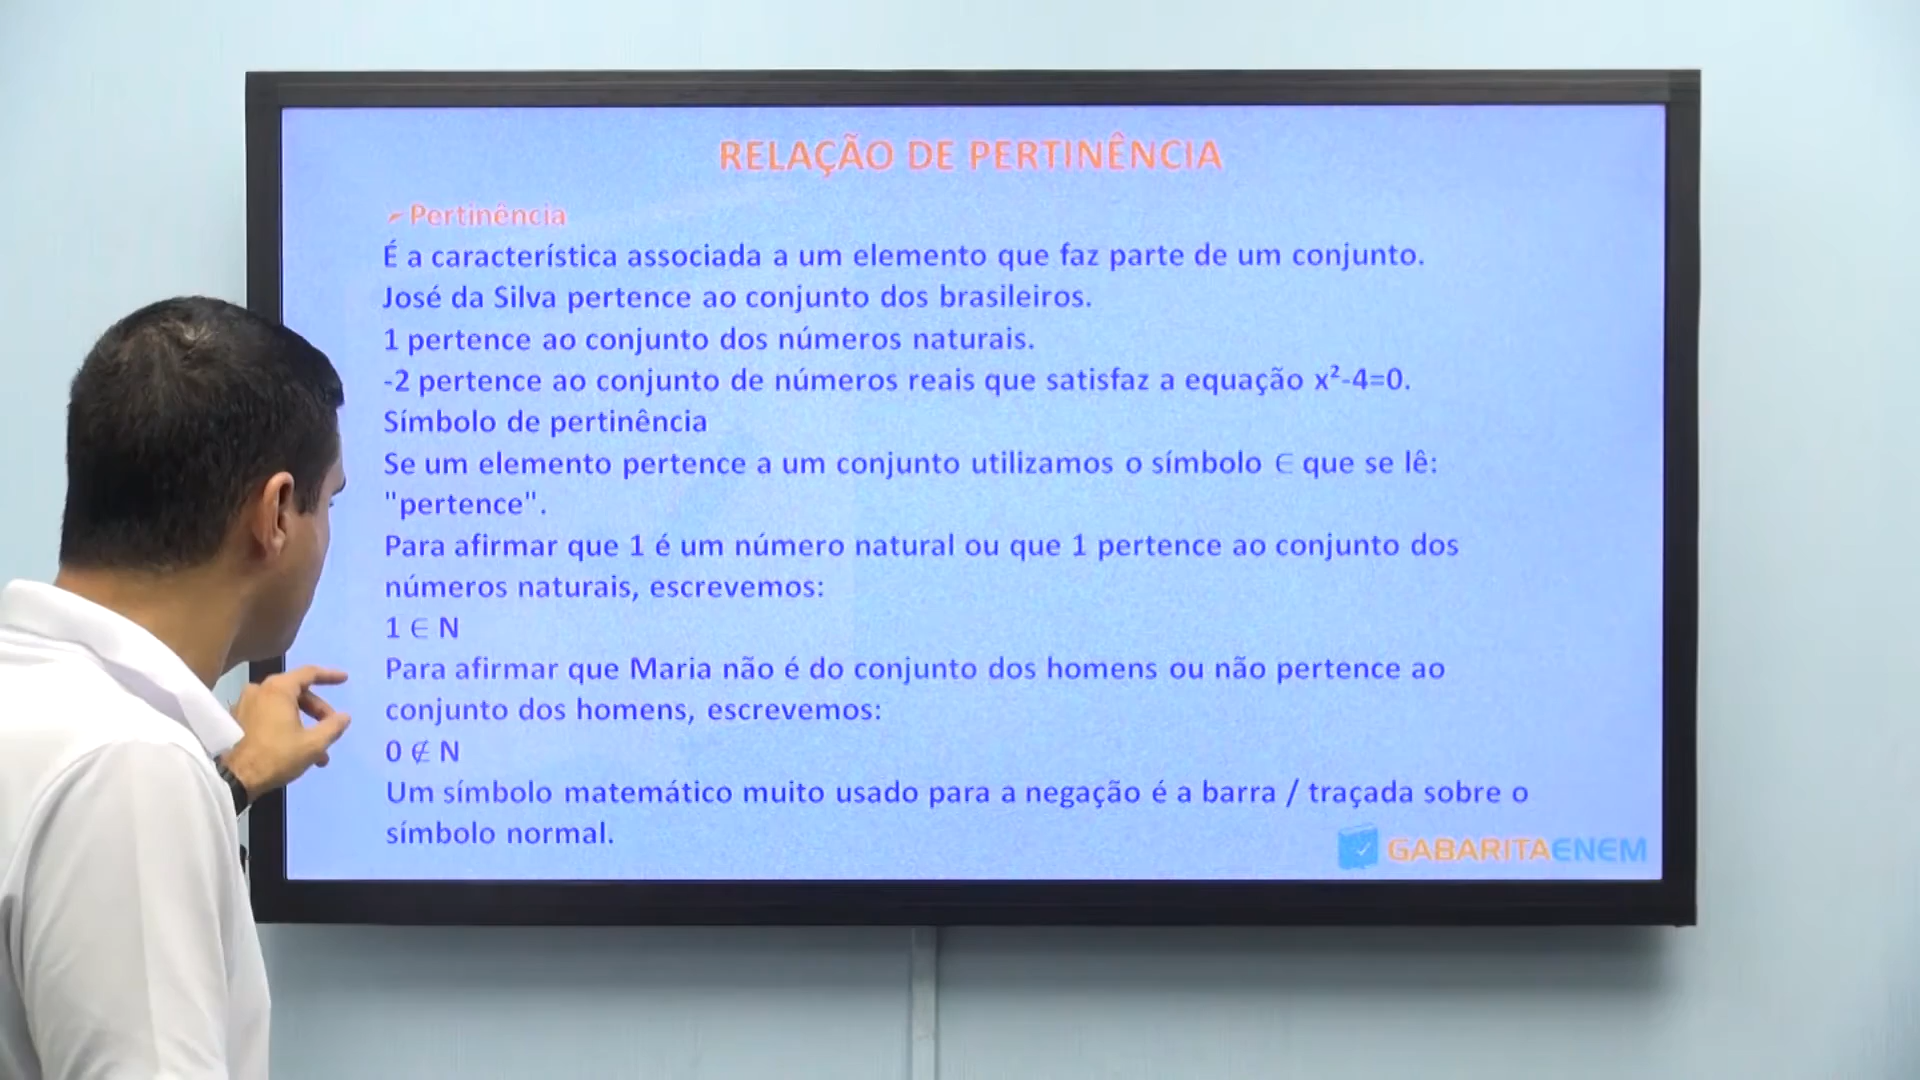 RELAÇÃO DE PERTINÊNCIA
➢Pertinência
É a característica associada a um elemento que faz parte de um conjunto.
José da Silva pertence ao conjunto dos brasileiros.
1 pertence ao conjunto dos números naturais.
-2 pertence ao conjunto de números reais que satisfaz a equação x²-4=0.
Símbolo de pertinência
Se um elemento pertence a um conjunto utilizamos o símbolo ∈ que se lê:
"pertence".
Para afirmar que 1 é um número natural ou que 1 pertence ao conjunto dos
números naturais, escrevemos:
1 ∈ N
Para afirmar que Maria não é do conjunto dos homens ou não pertence ao
conjunto dos homens, escrevemos:
0 ∉ N
Um símbolo matemático muito usado para a negação é a barra / traçada sobre o
símbolo normal.
GABARITAENEM